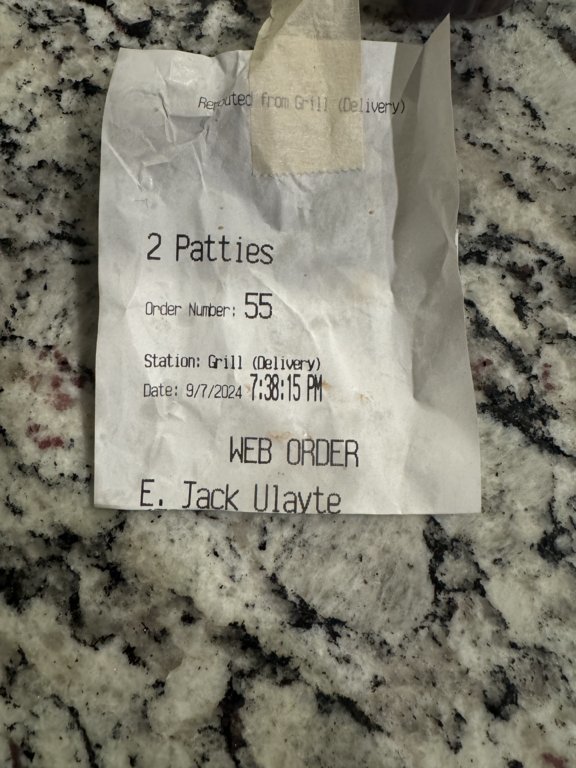 Rerouted from Grill (Delivery)
2 Patties
Order Number: 55
Station: Grill (Delivery)
Date: 9/7/2024 7:38:15 PM
WEB ORDER
E. Jack Ulayte